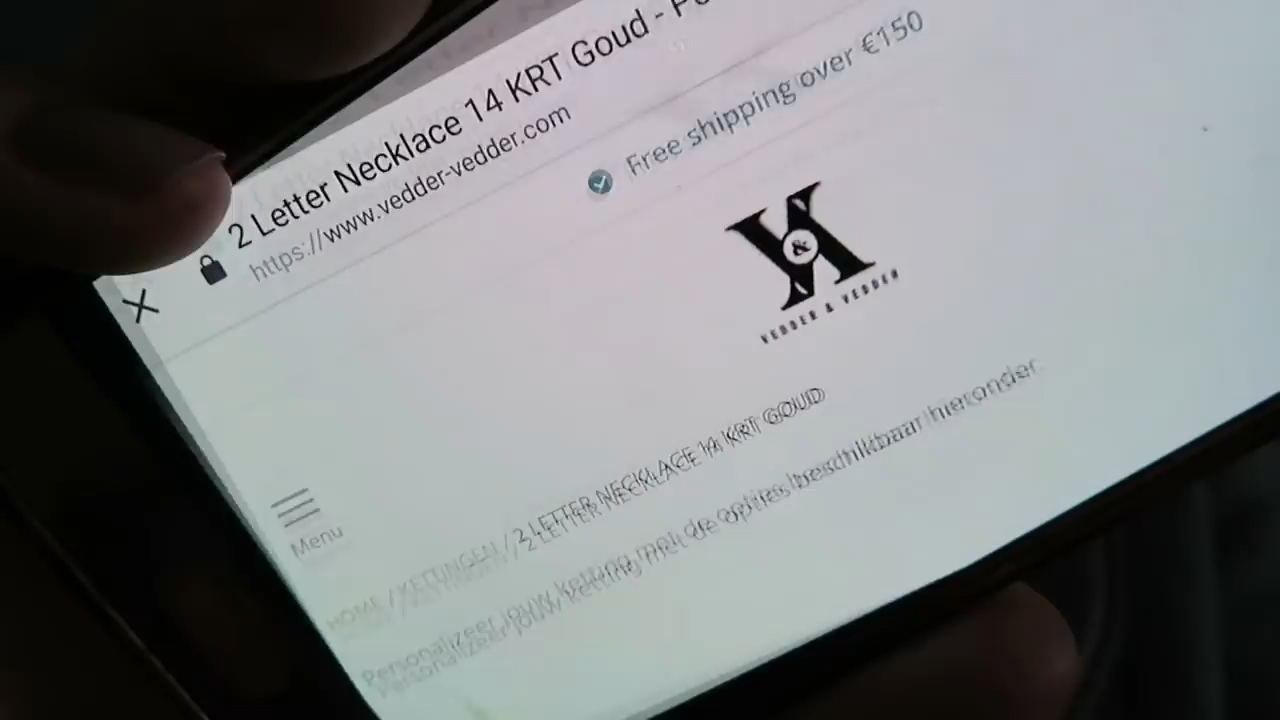 2 Letter Necklace 14 KRT Goud - P
https://www.vedder-vedder.com
Free shipping over €150
&
VEDDER & VEDDER
Menu
HOME / KETTINGEN / 2 LETTER NECKLACE 14 KRT GOUD
Personalizeer jouw ketting met de opties beschikbaar hieronder.